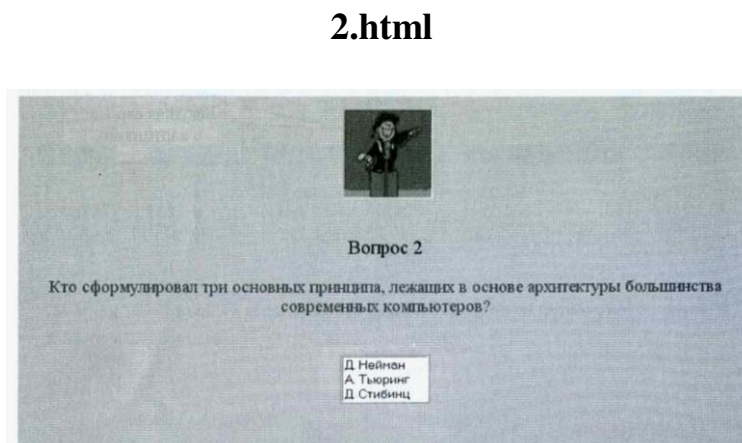 2.html
Вопрос 2
Кто сформулировал три основных принципа, лежащих в основе архитектуры большинства
современных компьютеров?
Д Нейман
А Тьюринг
Д Стибинц